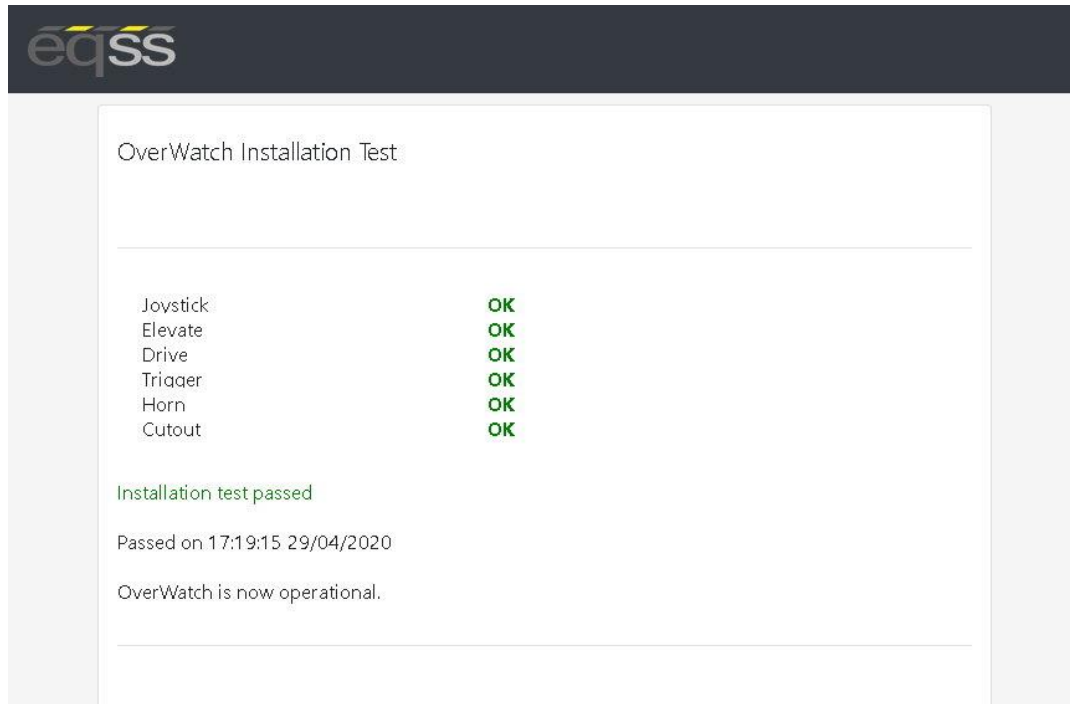 eqss
OverWatch Installation Test
Joystick OK
Elevate OK
Drive OK
Trigger OK
Horn OK
Cutout OK
Installation test passed
Passed on 17:19:15 29/04/2020
OverWatch is now operational.